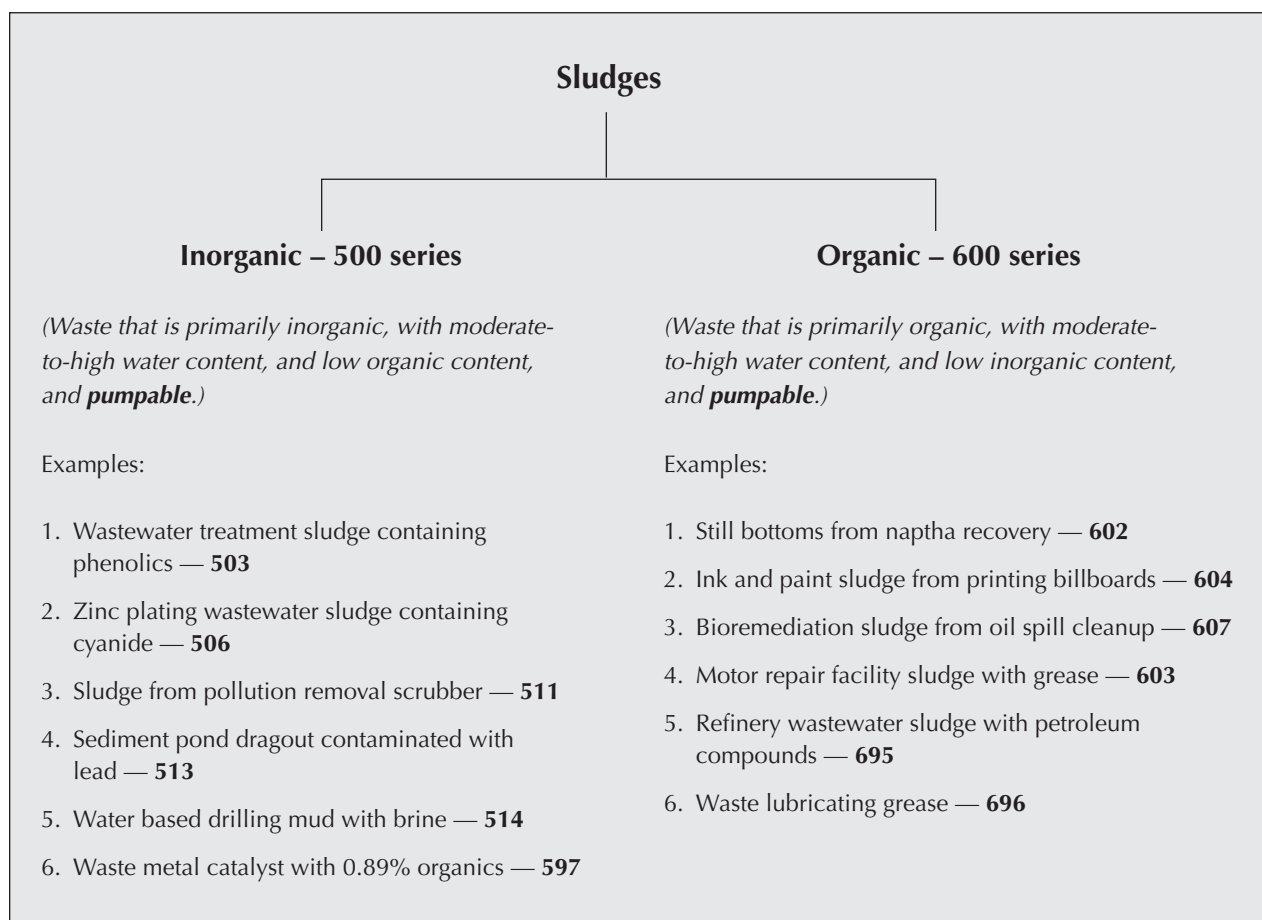 Sludges
Inorganic – 500 series
(Waste that is primarily inorganic, with moderate-
to-high water content, and low organic content,
and pumpable.)
Examples:
1. Wastewater treatment sludge containing
phenolics — 503
2. Zinc plating wastewater sludge containing
cyanide — 506
3. Sludge from pollution removal scrubber — 511
4. Sediment pond dragout contaminated with
lead — 513
5. Water based drilling mud with brine — 514
6. Waste metal catalyst with 0.89% organics — 597
Organic – 600 series
(Waste that is primarily organic, with moderate-
to-high water content, and low inorganic content,
and pumpable.)
Examples:
1. Still bottoms from naptha recovery — 602
2. Ink and paint sludge from printing billboards — 604
3. Bioremediation sludge from oil spill cleanup — 607
4. Motor repair facility sludge with grease — 603
5. Refinery wastewater sludge with petroleum
compounds — 695
6. Waste lubricating grease — 696